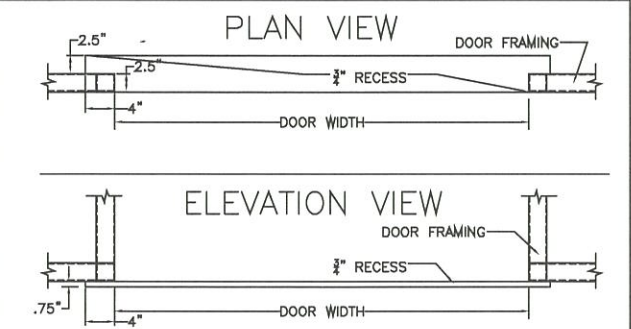 PLAN VIEW
2.5"
DOOR FRAMING
2.5"
3/4" RECESS
4"
DOOR WIDTH
ELEVATION VIEW
DOOR FRAMING
3/4" RECESS
.75"
DOOR WIDTH
4"